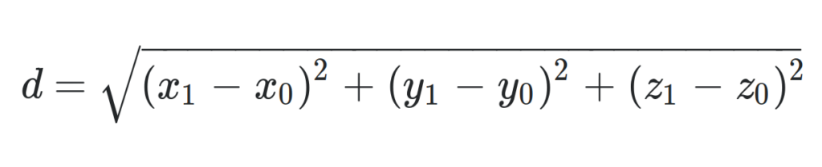 d = √((x₁ − x₀)² + (y₁ − y₀)² + (z₁ − z₀)²)